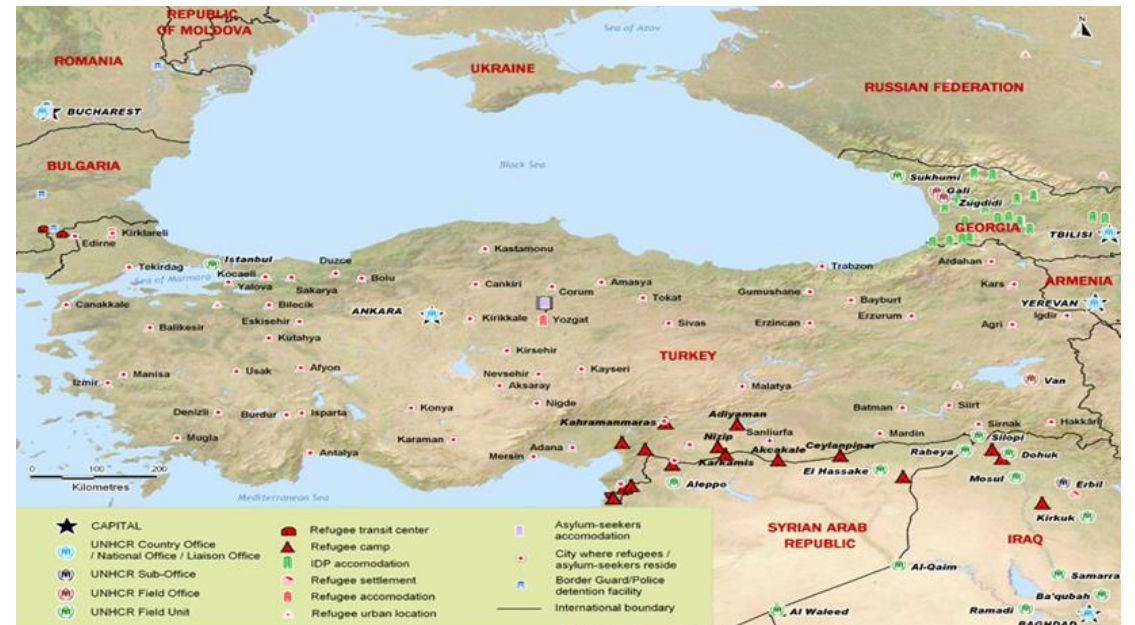 REPUBLIC
OF MOLDOVA
Sea of Azov
N
ROMANIA
UKRAINE
RUSSIAN FEDERATION
BUCHAREST
Black Sea
BULGARIA
Sukhumi
Gali
Zugdidi
GEORGIA
TBILISI
Kirklareli
Edirne
Kastamonu
Istanbul
Duzce
Tekirdag
Sea of Marmara
Kocaeli
Bolu
Trabzon
Ardahan
Yalova
Sakarya
Cankiri
Corum
Amasya
Gumushane
Kars
ARMENIA
Canakkale
Bilecik
ANKARA
Tokat
Bayburt
YEREVAN
Eskisehir
Kirikkale
Yozgat
Sivas
Erzincan
Erzurum
Agri
Igdir
Balikesir
Kutahya
Kirsehir
TURKEY
Usak
Afyon
Nevsehir
Kayseri
Izmir
Manisa
Aksaray
Malatya
Van
Denizli
Burdur
Isparta
Konya
Nigde
Batman
Siirt
Kahramanmaras
Adiyaman
Mugla
Karaman
Adana
Nizip
Sanliurfa
Mardin
Sirnak
Hakkari
Antalya
Mersin
Karkamis
Akcakale
Ceylanpinar
Rabeya
Silopi
Dohuk
0 100 200
Kilometres
Aleppo
El Hassake
Mosul
Erbil
Mediterranean Sea
Kirkuk
SYRIAN ARAB
REPUBLIC
IRAQ
Al-Qaim
Samarra
Ba'qubah
Al Waleed
Ramadi
BAGHDAD
CAPITAL
UNHCR Country Office
/ National Office / Liaison Office
UNHCR Sub-Office
UNHCR Field Office
UNHCR Field Unit
Refugee transit center
Refugee camp
IDP accomodation
Refugee settlement
Refugee accomodation
Refugee urban location
Asylum-seekers
accomodation
City where refugees /
asylum-seekers reside
Border Guard/Police
detention facility
International boundary